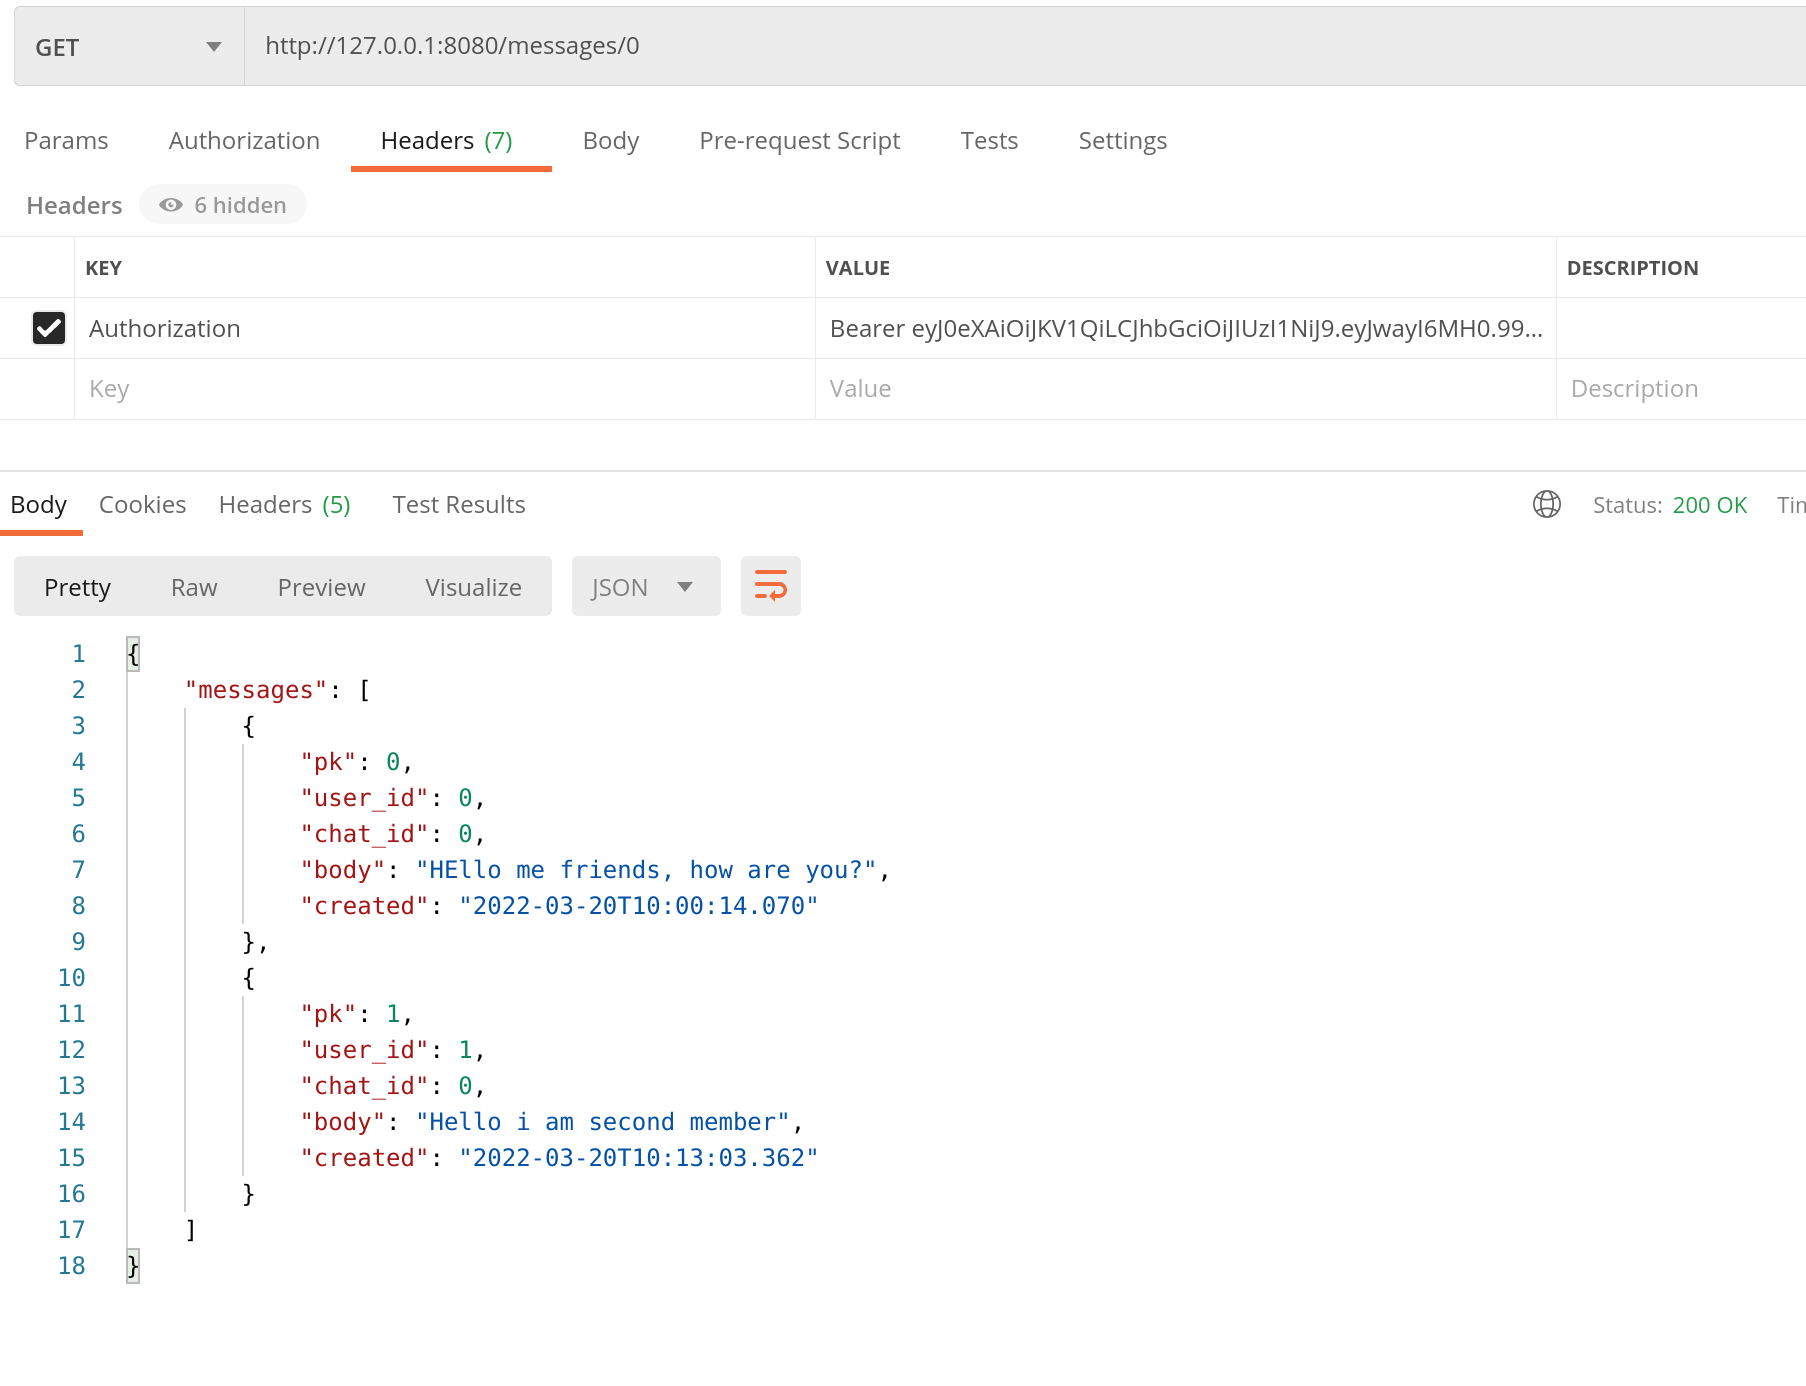 GET http://127.0.0.1:8080/messages/0
Params Authorization Headers (7) Body Pre-request Script Tests Settings
Headers 6 hidden
KEY VALUE DESCRIPTION
Authorization Bearer eyJ0eXAiOiJKV1QiLCJhbGciOiJIUzI1NiJ9.eyJwayI6MH0.99...
Key Value Description
Body Cookies Headers (5) Test Results Status: 200 OK Tim
Pretty Raw Preview Visualize JSON
1 {
2 "messages": [
3 {
4 "pk": 0,
5 "user_id": 0,
6 "chat_id": 0,
7 "body": "HEllo me friends, how are you?",
8 "created": "2022-03-20T10:00:14.070"
9 },
10 {
11 "pk": 1,
12 "user_id": 1,
13 "chat_id": 0,
14 "body": "Hello i am second member",
15 "created": "2022-03-20T10:13:03.362"
16 }
17 ]
18 }